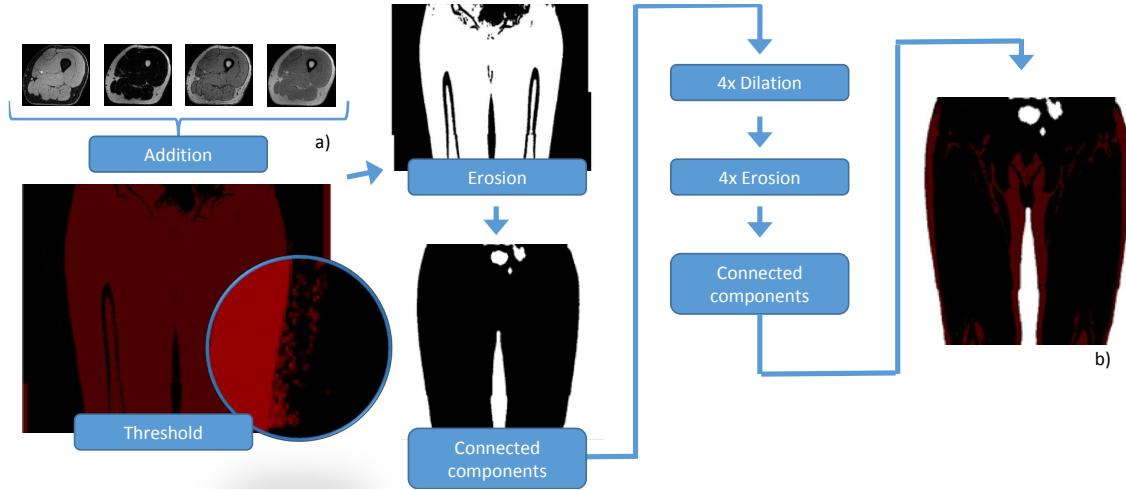 a)
Addition
Threshold
Erosion
Connected
components
4x Dilation
4x Erosion
Connected
components
b)